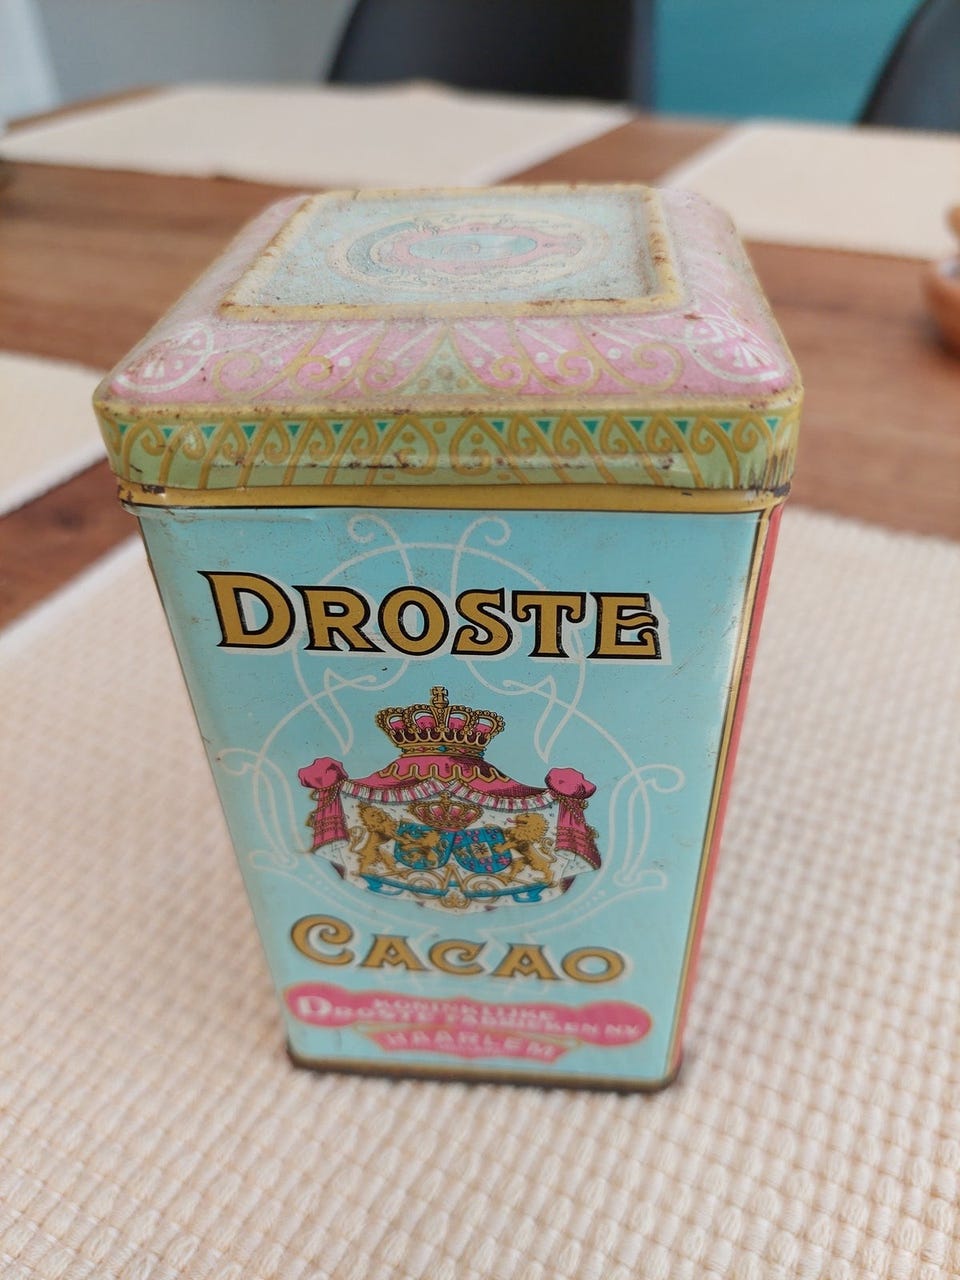 DROSTE
CACAO
KONINKLIJKE
DROSTE FABRIEKEN N.V.
HAARLEM